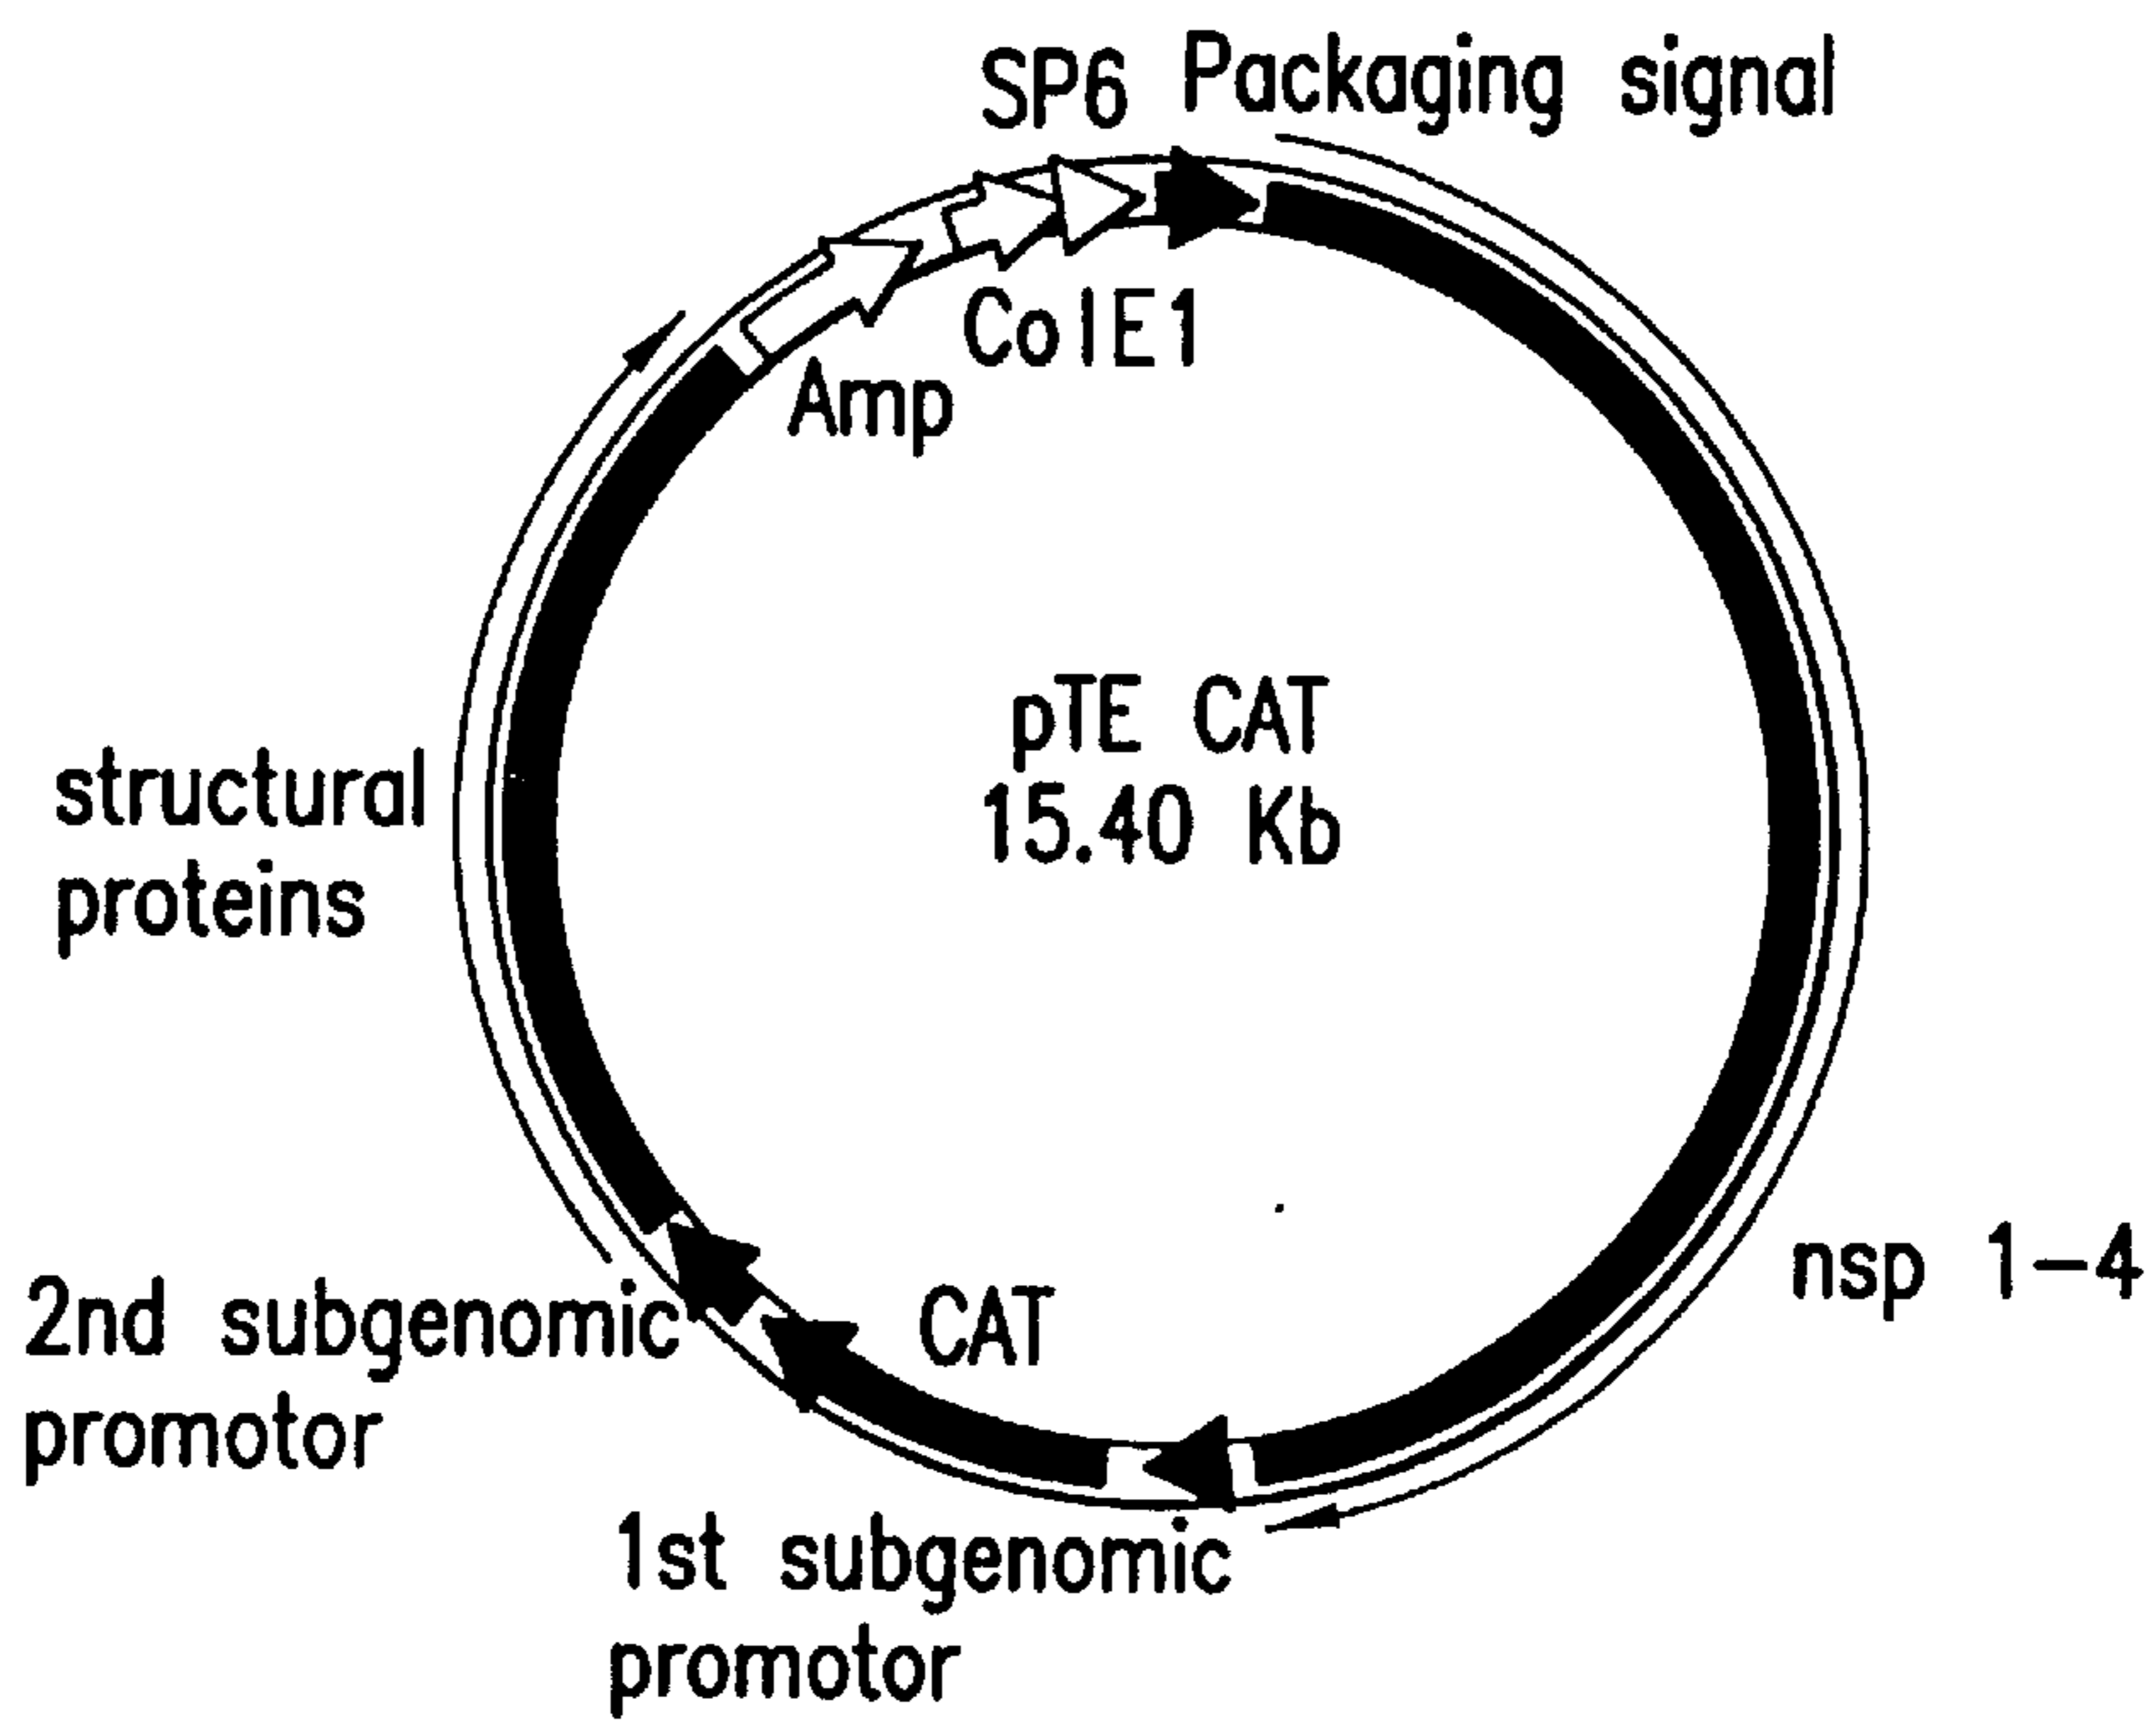 SP6 Packaging signal
ColE1
Amp
pTE CAT
15.40 Kb
structural
proteins
nsp 1-4
2nd subgenomic
promotor
CAT
1st subgenomic
promotor